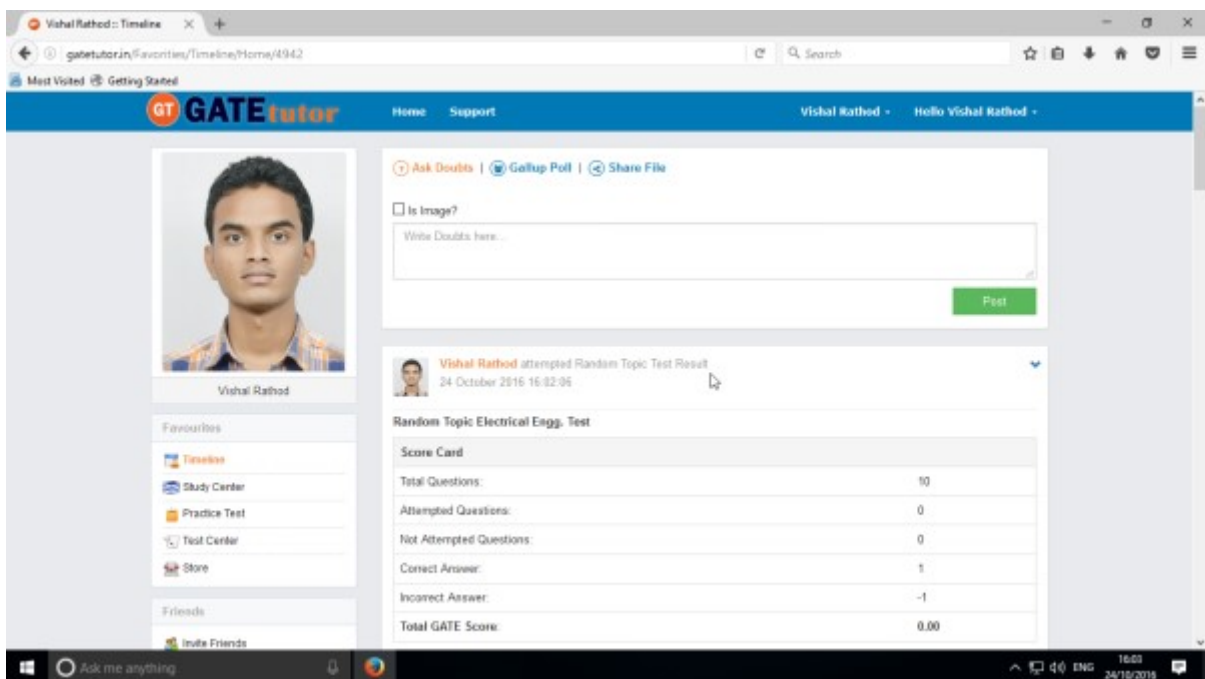 Vishal Rathod :: Timeline
gatetutor.in/Favorities/Timeline/Home/4942
Search
Most Visited Getting Started
GT GATEtutor Home Support Vishal Rathod Hello Vishal Rathod
Ask Doubts | Gallup Poll | Share File
Is Image?
Write Doubts here...
Post
Vishal Rathod
Vishal Rathod attempted Random Topic Test Result
24 October 2016 16:02:06
Favourites
Timeline
Study Center
Practice Test
Test Center
Store
Friends
Invite Friends
Random Topic Electrical Engg. Test
Score Card
Total Questions: 10
Attempted Questions: 0
Not Attempted Questions: 0
Correct Answer: 1
Incorrect Answer: -1
Total GATE Score: 0.00
Ask me anything
ENG
16:03
24/10/2016